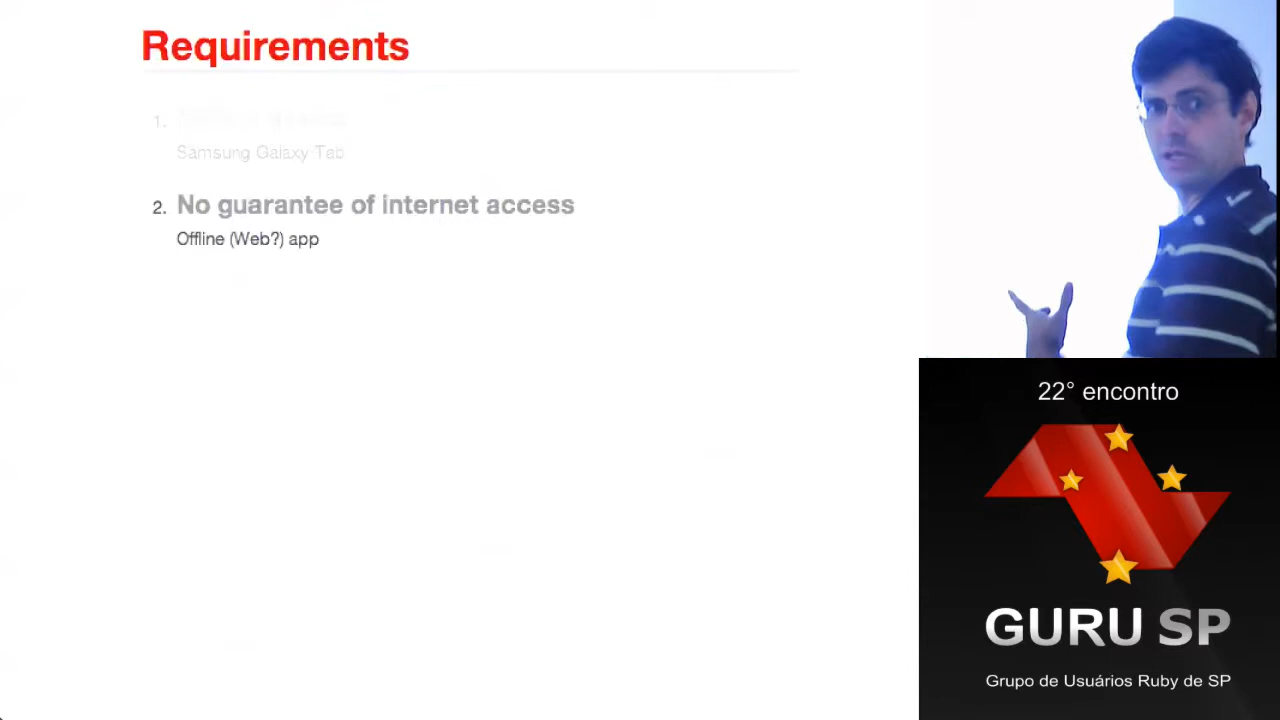 Requirements
1.
Samsung Galaxy Tab
2. No guarantee of internet access
Offline (Web?) app
22° encontro
GURU SP
Grupo de Usuários Ruby de SP